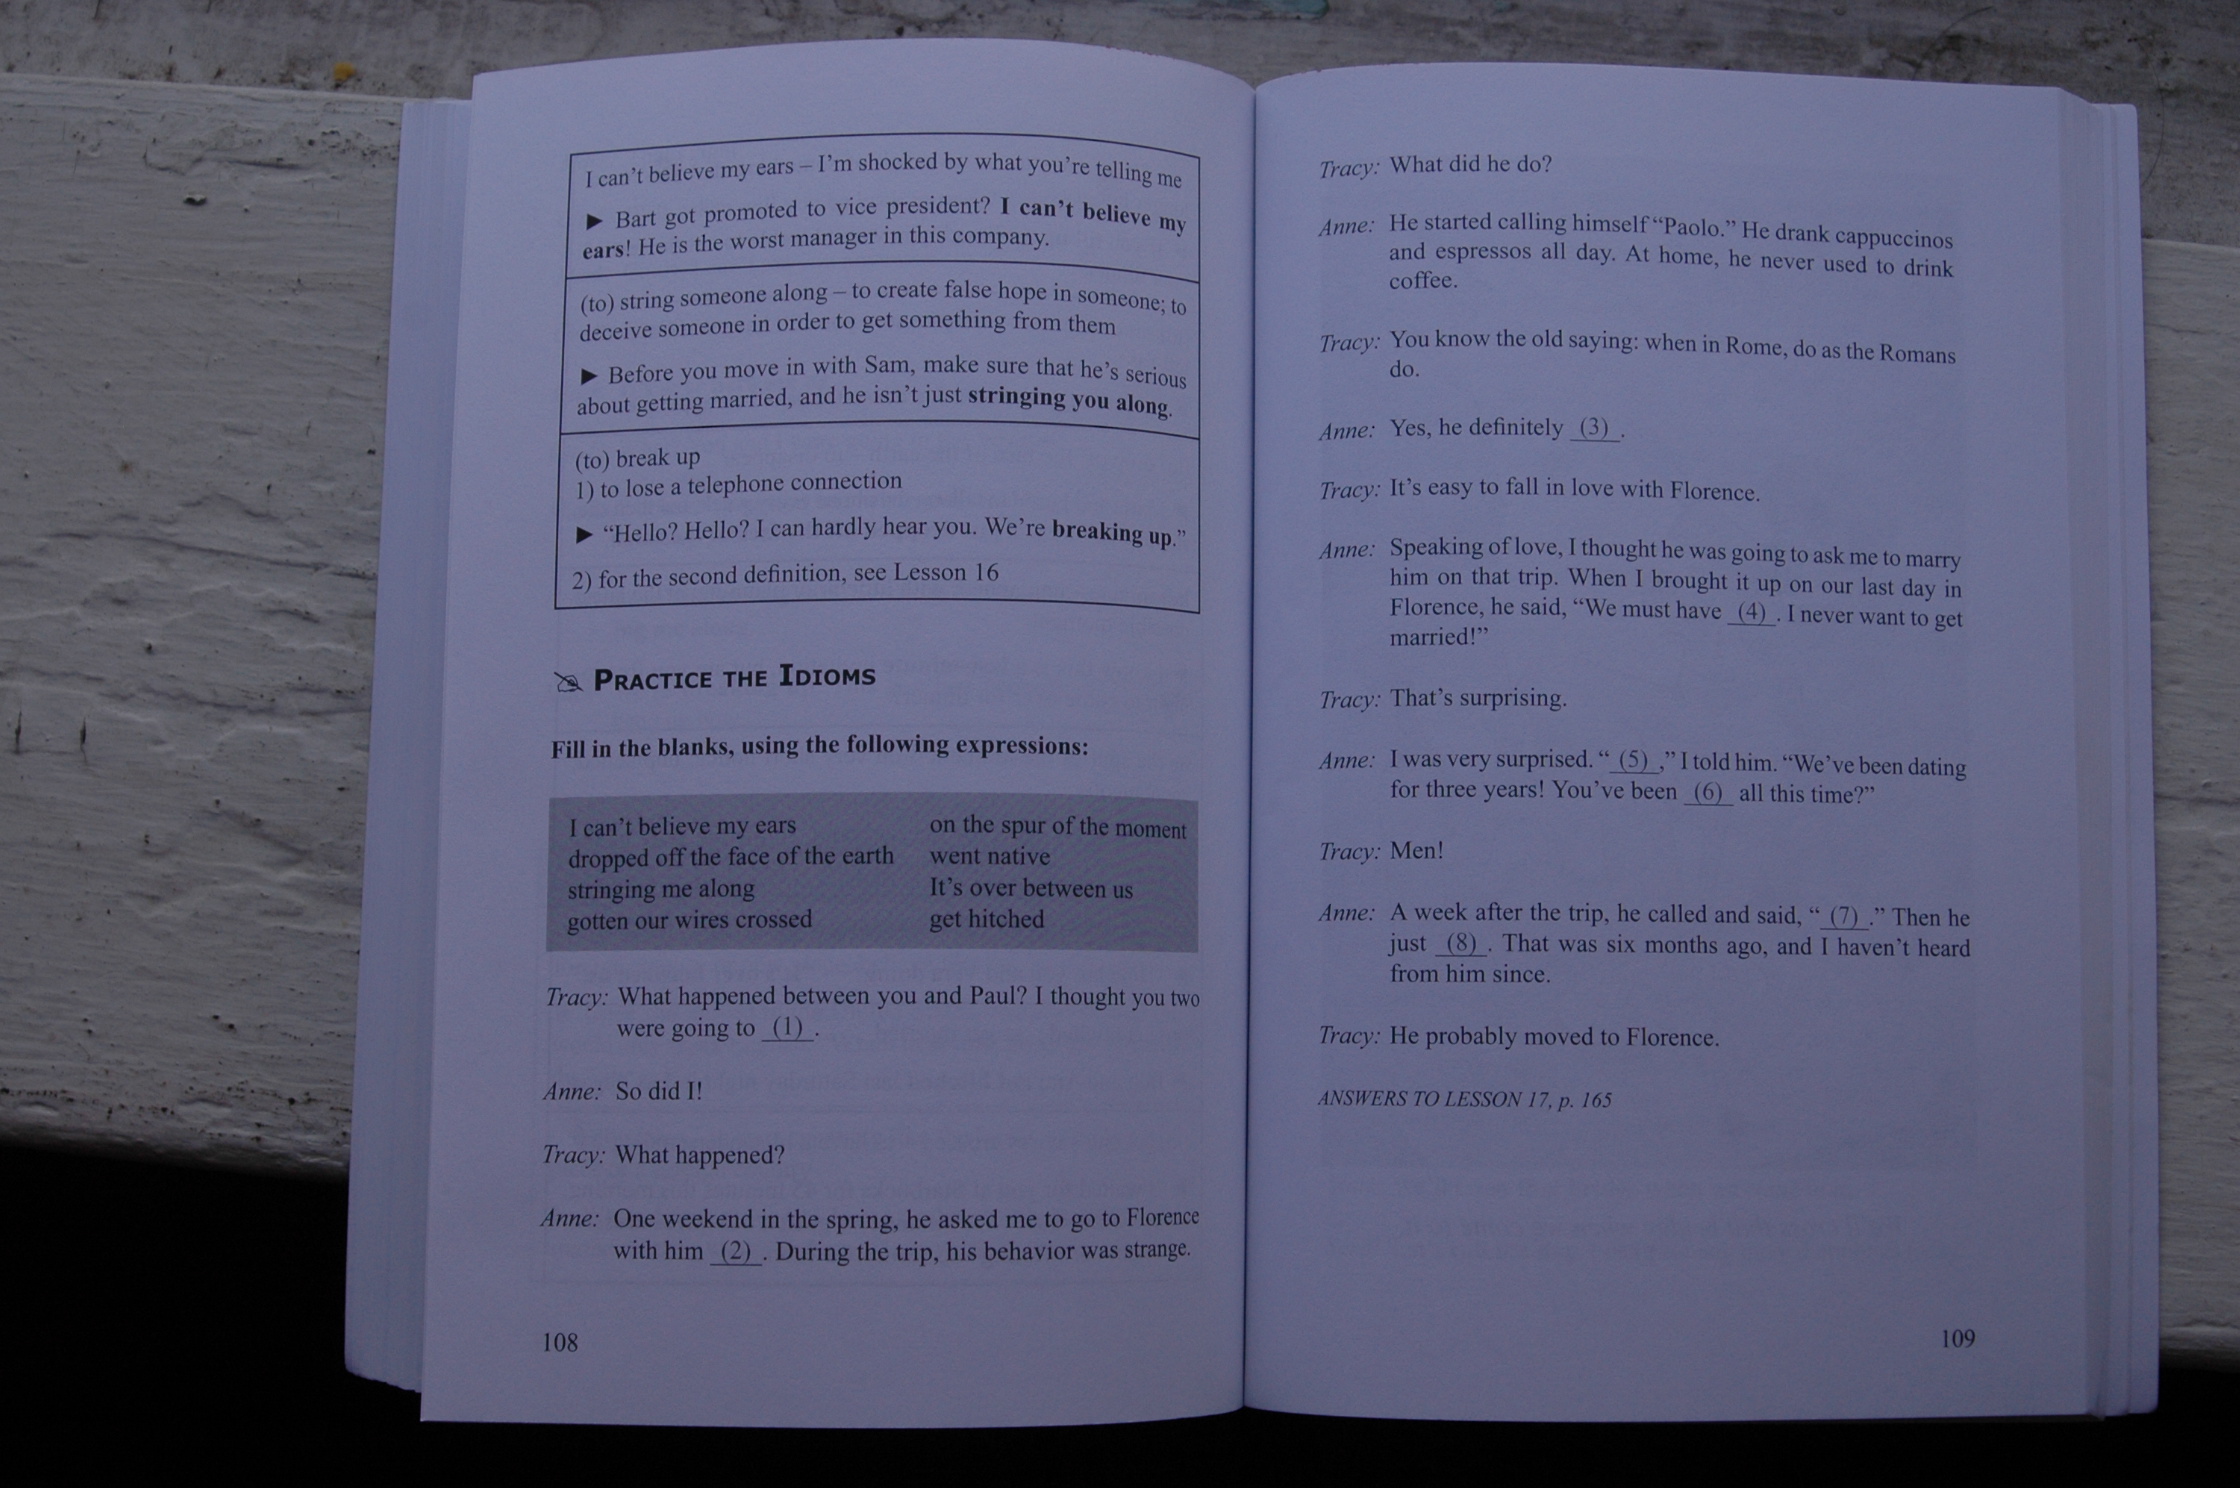 I can't believe my ears – I'm shocked by what you're telling me
► Bart got promoted to vice president? I can't believe my
ears! He is the worst manager in this company.
(to) string someone along – to create false hope in someone; to
deceive someone in order to get something from them
► Before you move in with Sam, make sure that he's serious
about getting married, and he isn't just stringing you along.
(to) break up
1) to lose a telephone connection
► “Hello? Hello? I can hardly hear you. We're breaking up.”
2) for the second definition, see Lesson 16
PRACTICE THE IDIOMS
Fill in the blanks, using the following expressions:
I can't believe my ears on the spur of the moment
dropped off the face of the earth went native
stringing me along It's over between us
gotten our wires crossed get hitched
Tracy: What happened between you and Paul? I thought you two
were going to (1) .
Anne: So did I!
Tracy: What happened?
Anne: One weekend in the spring, he asked me to go to Florence
with him (2) . During the trip, his behavior was strange.
108
Tracy: What did he do?
Anne: He started calling himself “Paolo.” He drank cappuccinos
and espressos all day. At home, he never used to drink
coffee.
Tracy: You know the old saying: when in Rome, do as the Romans
do.
Anne: Yes, he definitely (3) .
Tracy: It's easy to fall in love with Florence.
Anne: Speaking of love, I thought he was going to ask me to marry
him on that trip. When I brought it up on our last day in
Florence, he said, “We must have (4) . I never want to get
married!”
Tracy: That's surprising.
Anne: I was very surprised. “ (5) ,” I told him. “We've been dating
for three years! You've been (6) all this time?”
Tracy: Men!
Anne: A week after the trip, he called and said, “ (7) .” Then he
just (8) . That was six months ago, and I haven't heard
from him since.
Tracy: He probably moved to Florence.
ANSWERS TO LESSON 17, p. 165
109